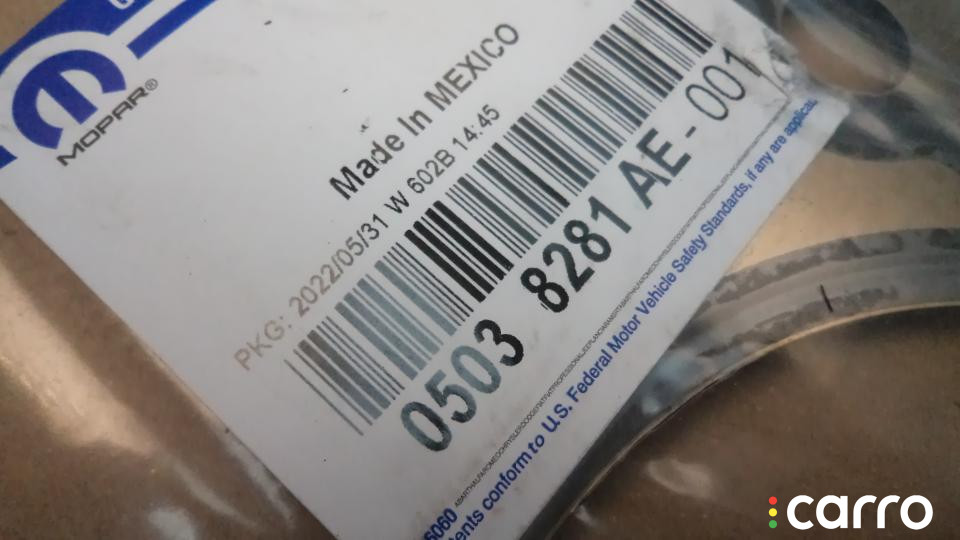 MOPAR®
Made In MEXICO
PKG: 2022/05/31 W 602B 14:45
0503 8281 AE - 001
ents conform to U.S. Federal Motor Vehicle Safety Standards, if any are applical
carro